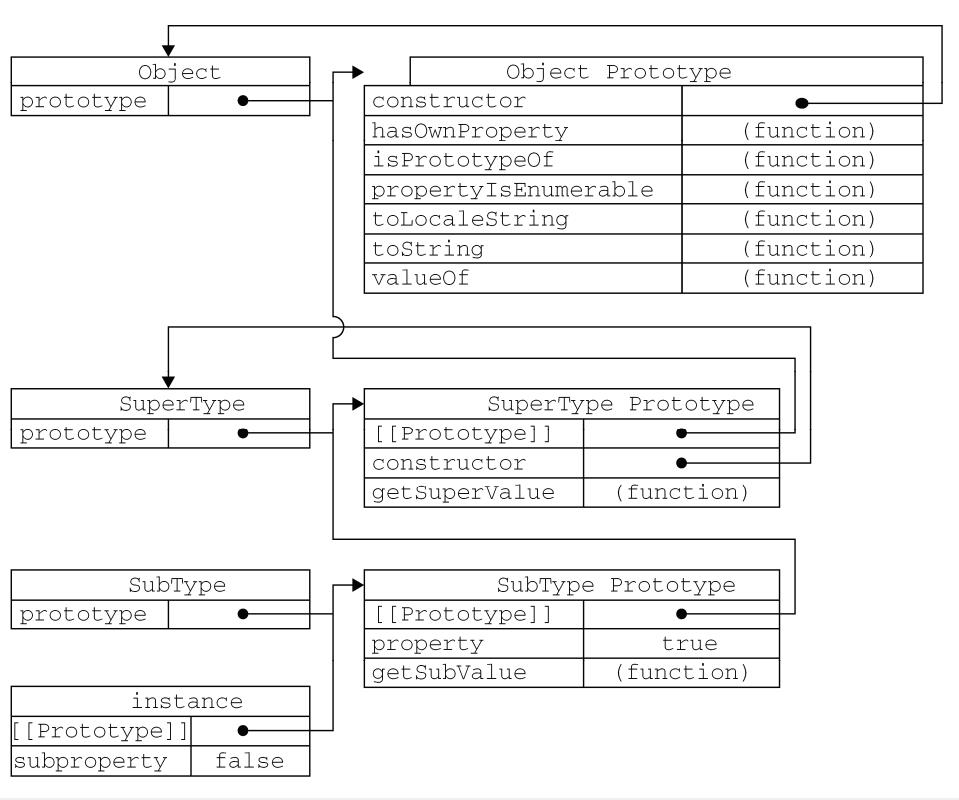 Object
prototype
Object Prototype
constructor
hasOwnProperty (function)
isPrototypeOf (function)
propertyIsEnumerable (function)
toLocaleString (function)
toString (function)
valueOf (function)
SuperType
prototype
SuperType Prototype
[[Prototype]]
constructor
getSuperValue (function)
SubType
prototype
SubType Prototype
[[Prototype]]
property true
getSubValue (function)
instance
[[Prototype]]
subproperty false